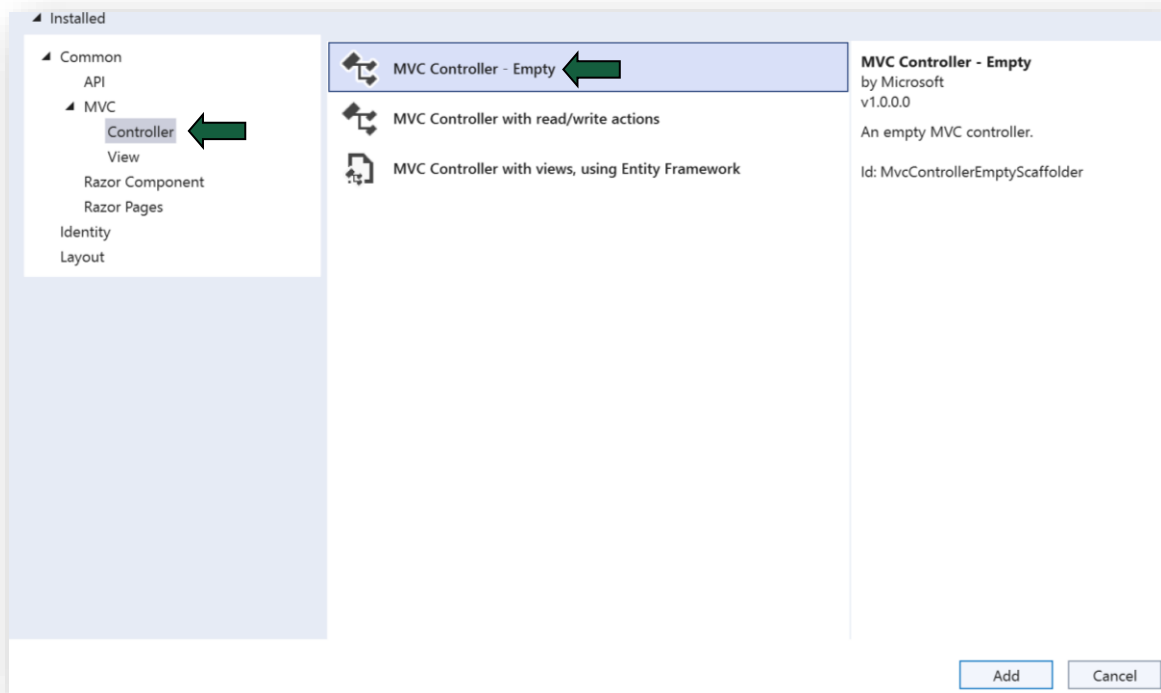 Installed
Common
API
MVC
Controller
View
Razor Component
Razor Pages
Identity
Layout
MVC Controller - Empty
MVC Controller with read/write actions
MVC Controller with views, using Entity Framework
MVC Controller - Empty
by Microsoft
v1.0.0.0
An empty MVC controller.
Id: MvcControllerEmptyScaffolder
Add
Cancel